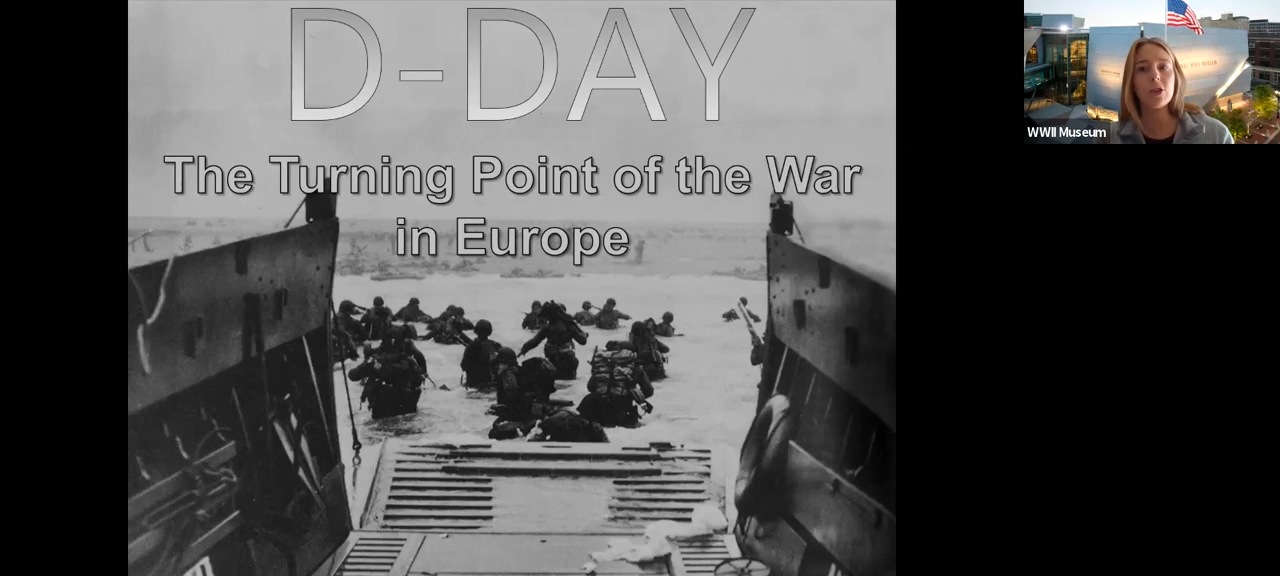 D-DAY
The Turning Point of the War
in Europe
WWII Museum